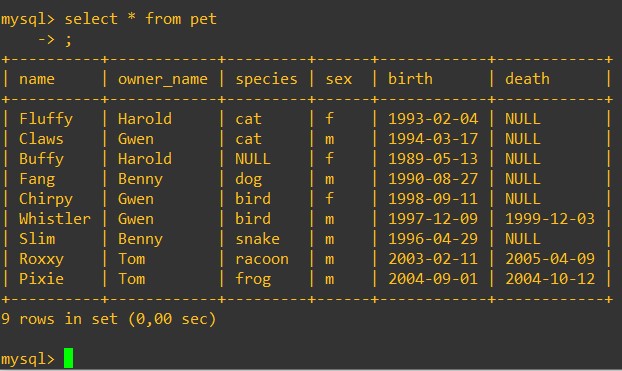 mysql> select * from pet
    -> ;
+----------+------------+---------+------+------------+------------+
| name     | owner_name | species | sex  | birth      | death      |
+----------+------------+---------+------+------------+------------+
| Fluffy   | Harold     | cat     | f    | 1993-02-04 | NULL       |
| Claws    | Gwen       | cat     | m    | 1994-03-17 | NULL       |
| Buffy    | Harold     | NULL    | f    | 1989-05-13 | NULL       |
| Fang     | Benny      | dog     | m    | 1990-08-27 | NULL       |
| Chirpy   | Gwen       | bird    | f    | 1998-09-11 | NULL       |
| Whistler | Gwen       | bird    | m    | 1997-12-09 | 1999-12-03 |
| Slim     | Benny      | snake   | m    | 1996-04-29 | NULL       |
| Roxxy    | Tom        | racoon  | m    | 2003-02-11 | 2005-04-09 |
| Pixie    | Tom        | frog    | m    | 2004-09-01 | 2004-10-12 |
+----------+------------+---------+------+------------+------------+
9 rows in set (0,00 sec)
mysql>